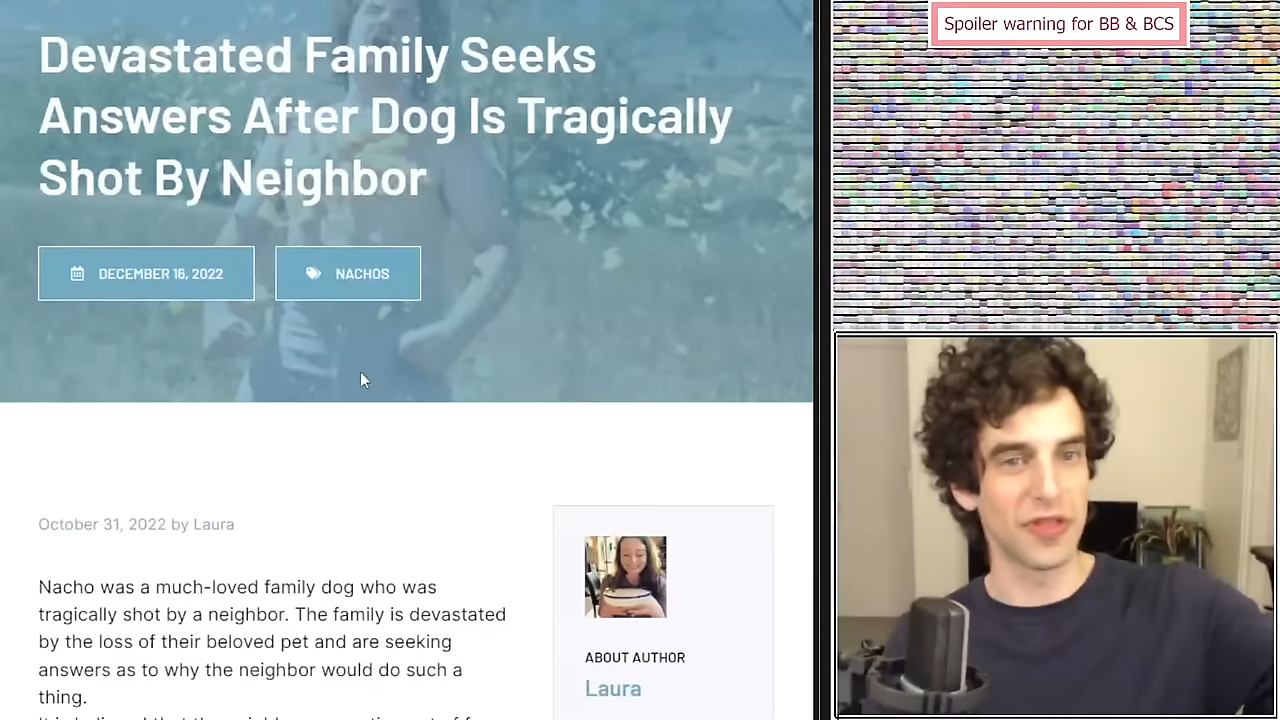 Devastated Family Seeks
Answers After Dog Is Tragically
Shot By Neighbor
DECEMBER 16, 2022
NACHOS
October 31, 2022 by Laura
Nacho was a much-loved family dog who was
tragically shot by a neighbor. The family is devastated
by the loss of their beloved pet and are seeking
answers as to why the neighbor would do such a
thing.
ABOUT AUTHOR
Laura
Spoiler warning for BB & BCS